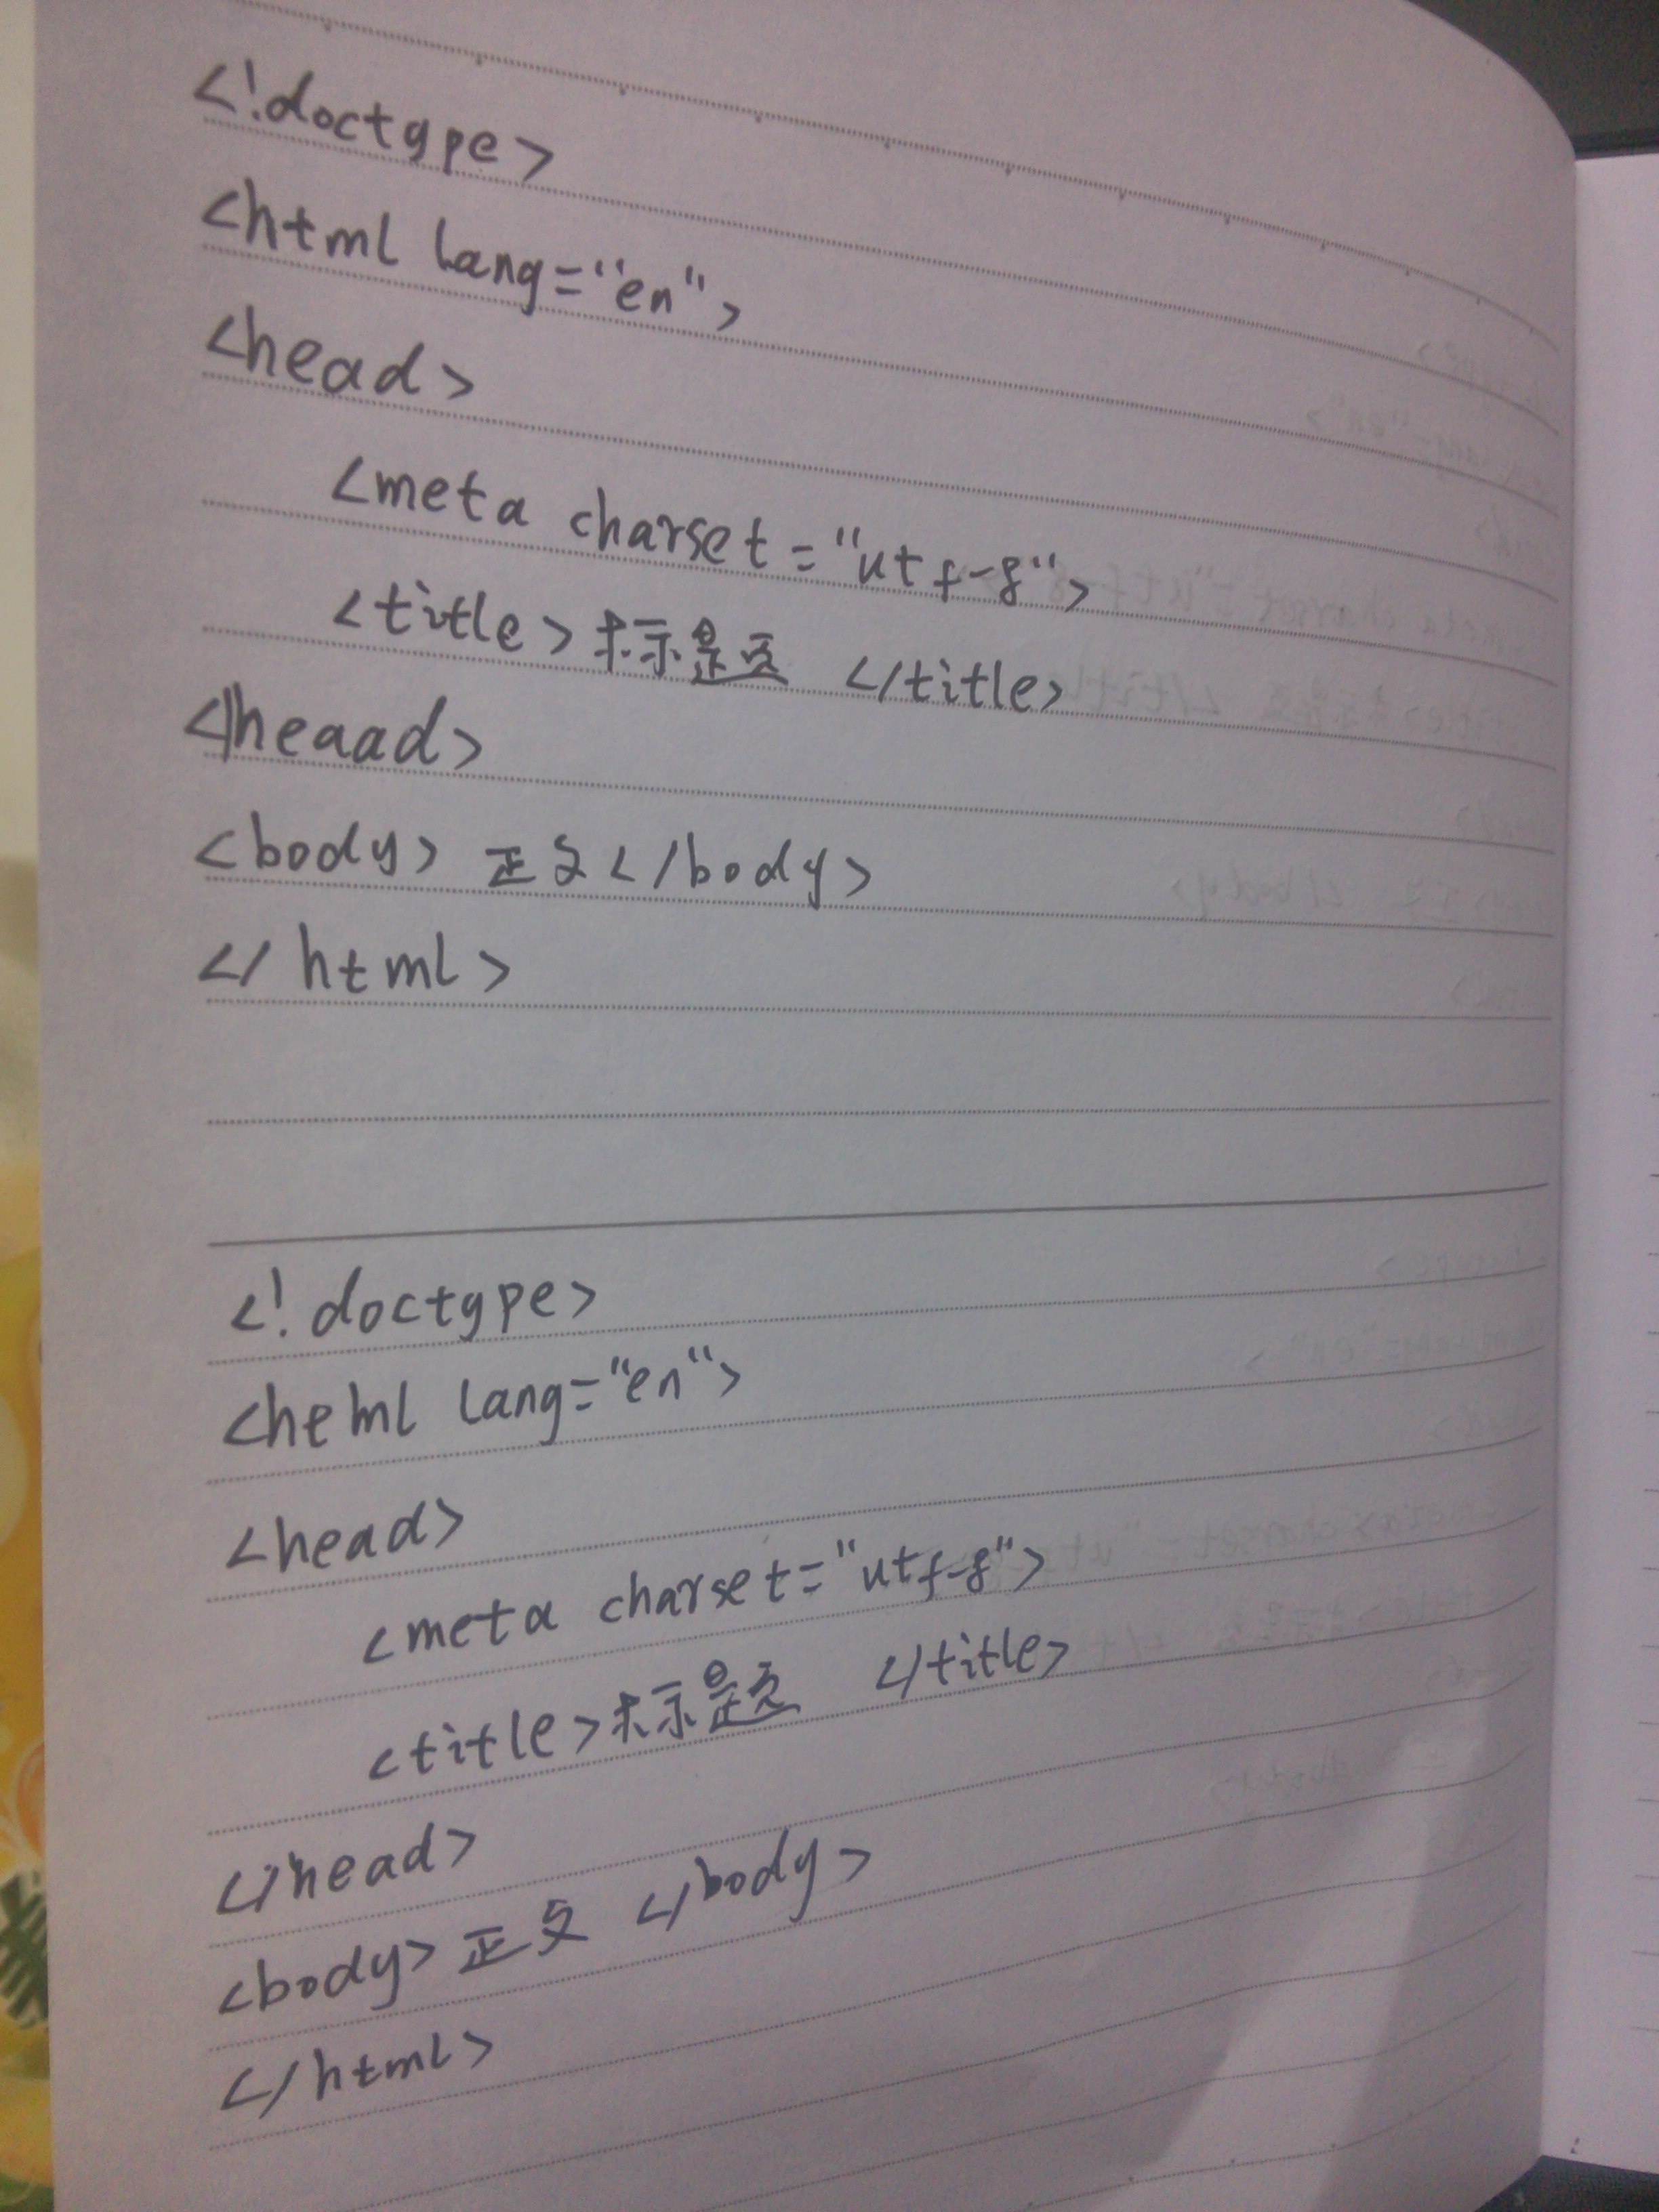 <!doctype>
<html lang="en">
<head>
<meta charset="utf-8">
<title>标题 </title>
</heaad>
<body> 正文</body>
</html>
<!doctype>
<heml lang="en">
<head>
<meta charset="utf-8">
<title>标题 </title>
</head>
<body>正文 </body>
</html>